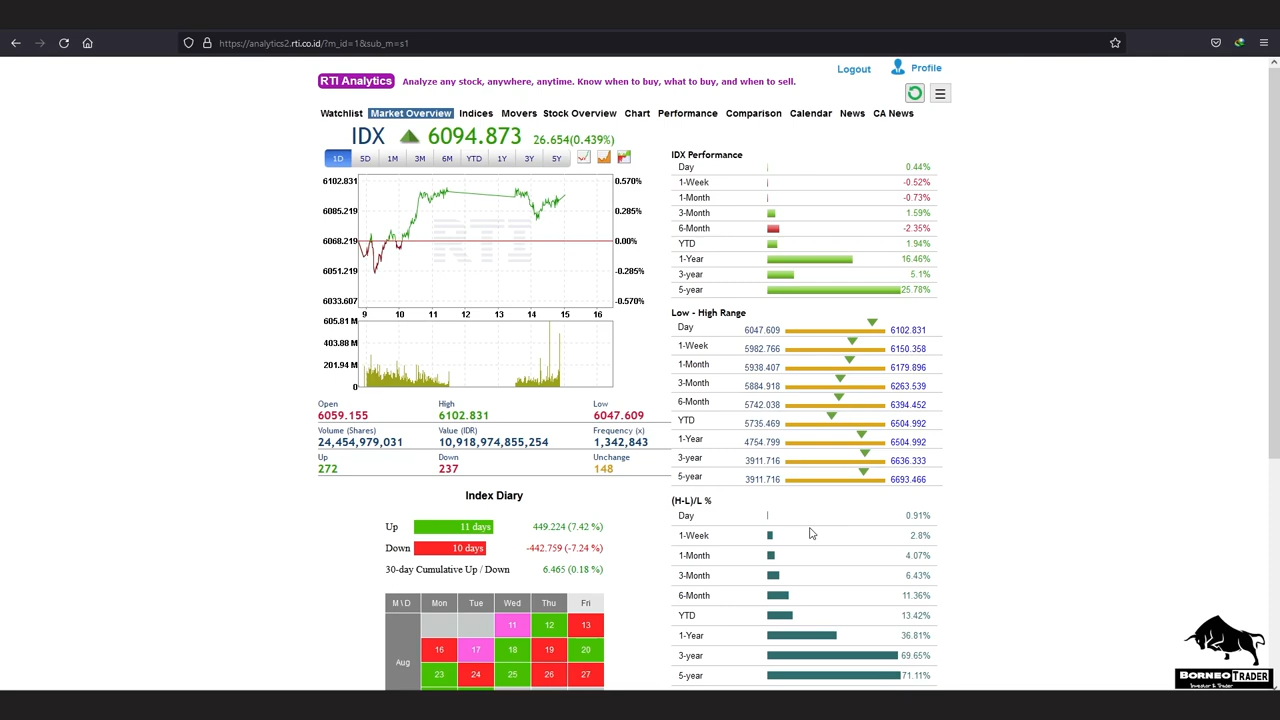 https://analytics2.rti.co.id/?m_id=1&sub_m=s1
Logout Profile
RTI Analytics Analyze any stock, anywhere, anytime. Know when to buy, what to buy, and when to sell.
Watchlist Market Overview Indices Movers Stock Overview Chart Performance Comparison Calendar News CA News
IDX 6094.873 26.654(0.439%)
1D 5D 1M 3M 6M YTD 1Y 3Y 5Y
6102.831 0.570%
6085.219 0.285%
6068.219 0.00%
6051.219 -0.285%
6033.607 -0.570%
RTI
9 10 11 12 13 14 15 16
605.81 M
403.88 M
201.94 M
0
Open High Low
6059.155 6102.831 6047.609
Volume (Shares) Value (IDR) Frequency (x)
24,454,979,031 10,918,974,855,254 1,342,843
Up Down Unchange
272 237 148
Index Diary
Up 11 days 449.224 (7.42 %)
Down 10 days -442.759 (-7.24 %)
30-day Cumulative Up / Down 6.465 (0.18 %)
M \ D Mon Tue Wed Thu Fri
11 12 13
Aug 16 17 18 19 20
23 24 25 26 27
IDX Performance
Day 0.44%
1-Week -0.52%
1-Month -0.73%
3-Month 1.59%
6-Month -2.35%
YTD 1.94%
1-Year 16.46%
3-year 5.1%
5-year 25.78%
Low - High Range
Day 6047.609 6102.831
1-Week 5982.766 6150.358
1-Month 5938.407 6179.896
3-Month 5884.918 6263.539
6-Month 5742.038 6394.452
YTD 5735.469 6504.992
1-Year 4754.799 6504.992
3-year 3911.716 6636.333
5-year 3911.716 6693.466
(H-L)/L %
Day 0.91%
1-Week 2.8%
1-Month 4.07%
3-Month 6.43%
6-Month 11.36%
YTD 13.42%
1-Year 36.81%
3-year 69.65%
5-year 71.11%
BORNEO TRADER
Investor & Trader